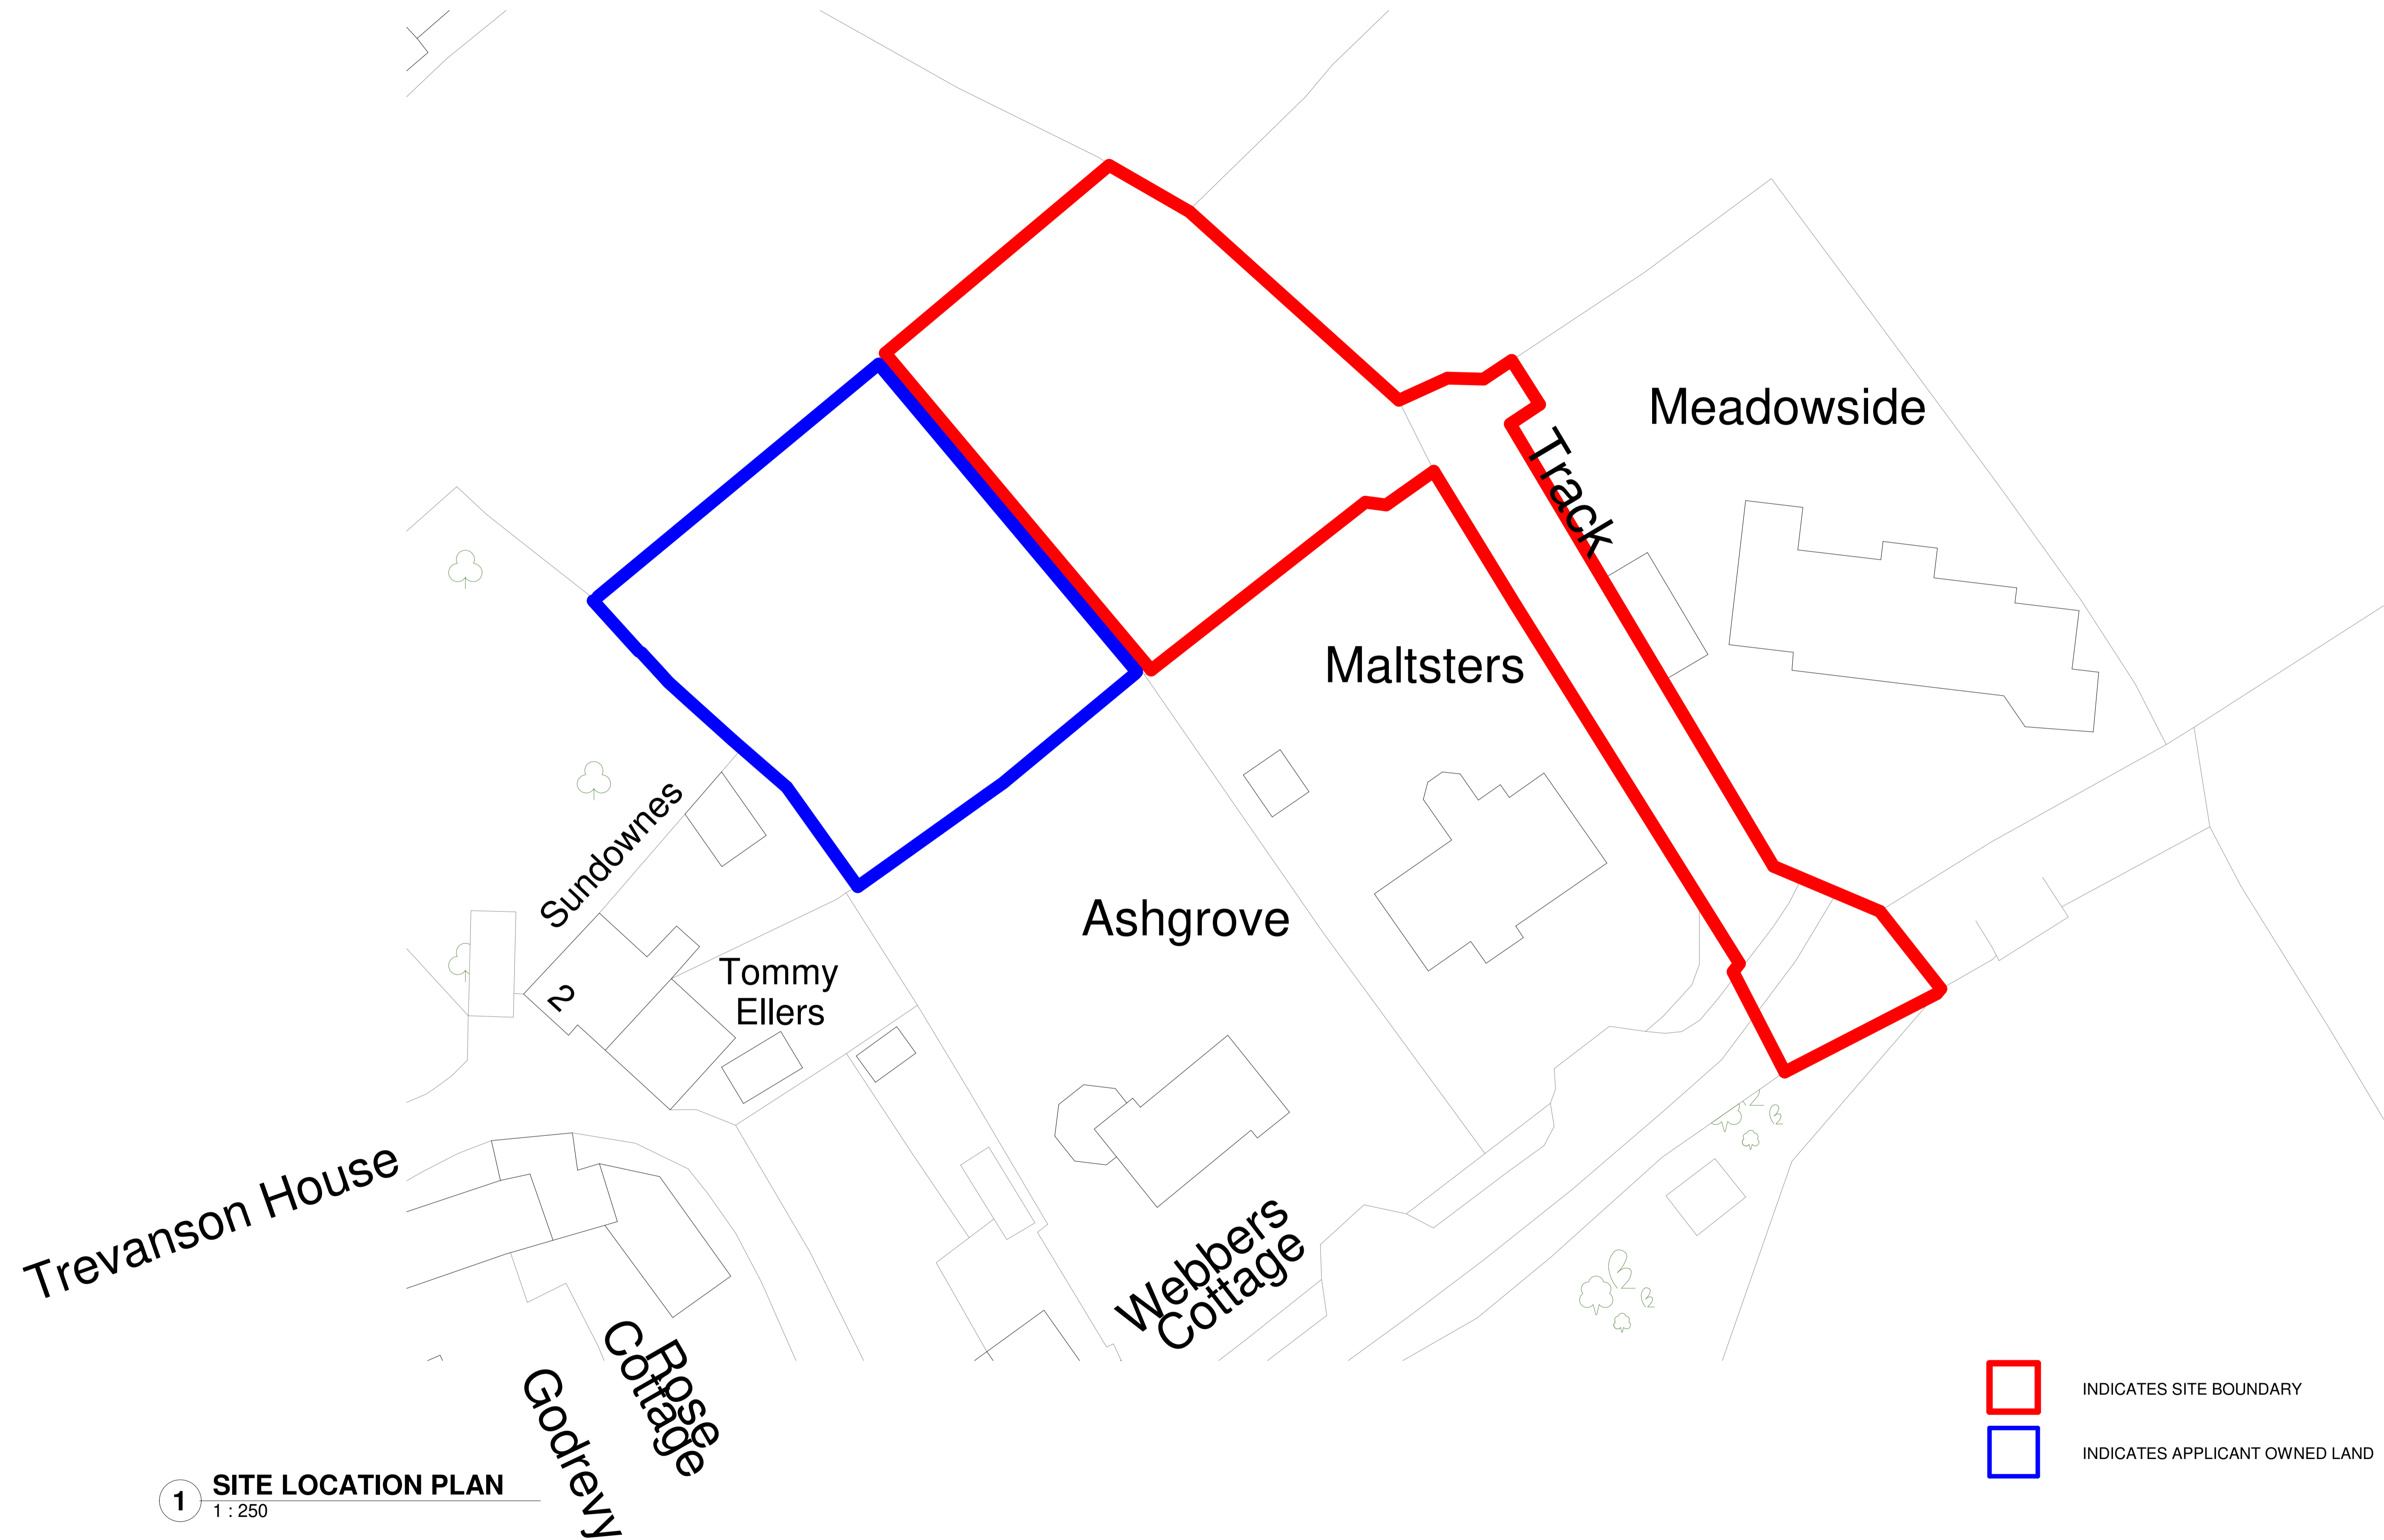 Meadowside
Track
Maltsters
Sundownes
Ashgrove
Tommy
Ellers
2
Trevanson House
Webbers
Cottage
Rose
Cottage
Godrevy
INDICATES SITE BOUNDARY
INDICATES APPLICANT OWNED LAND
1
SITE LOCATION PLAN
1 : 250